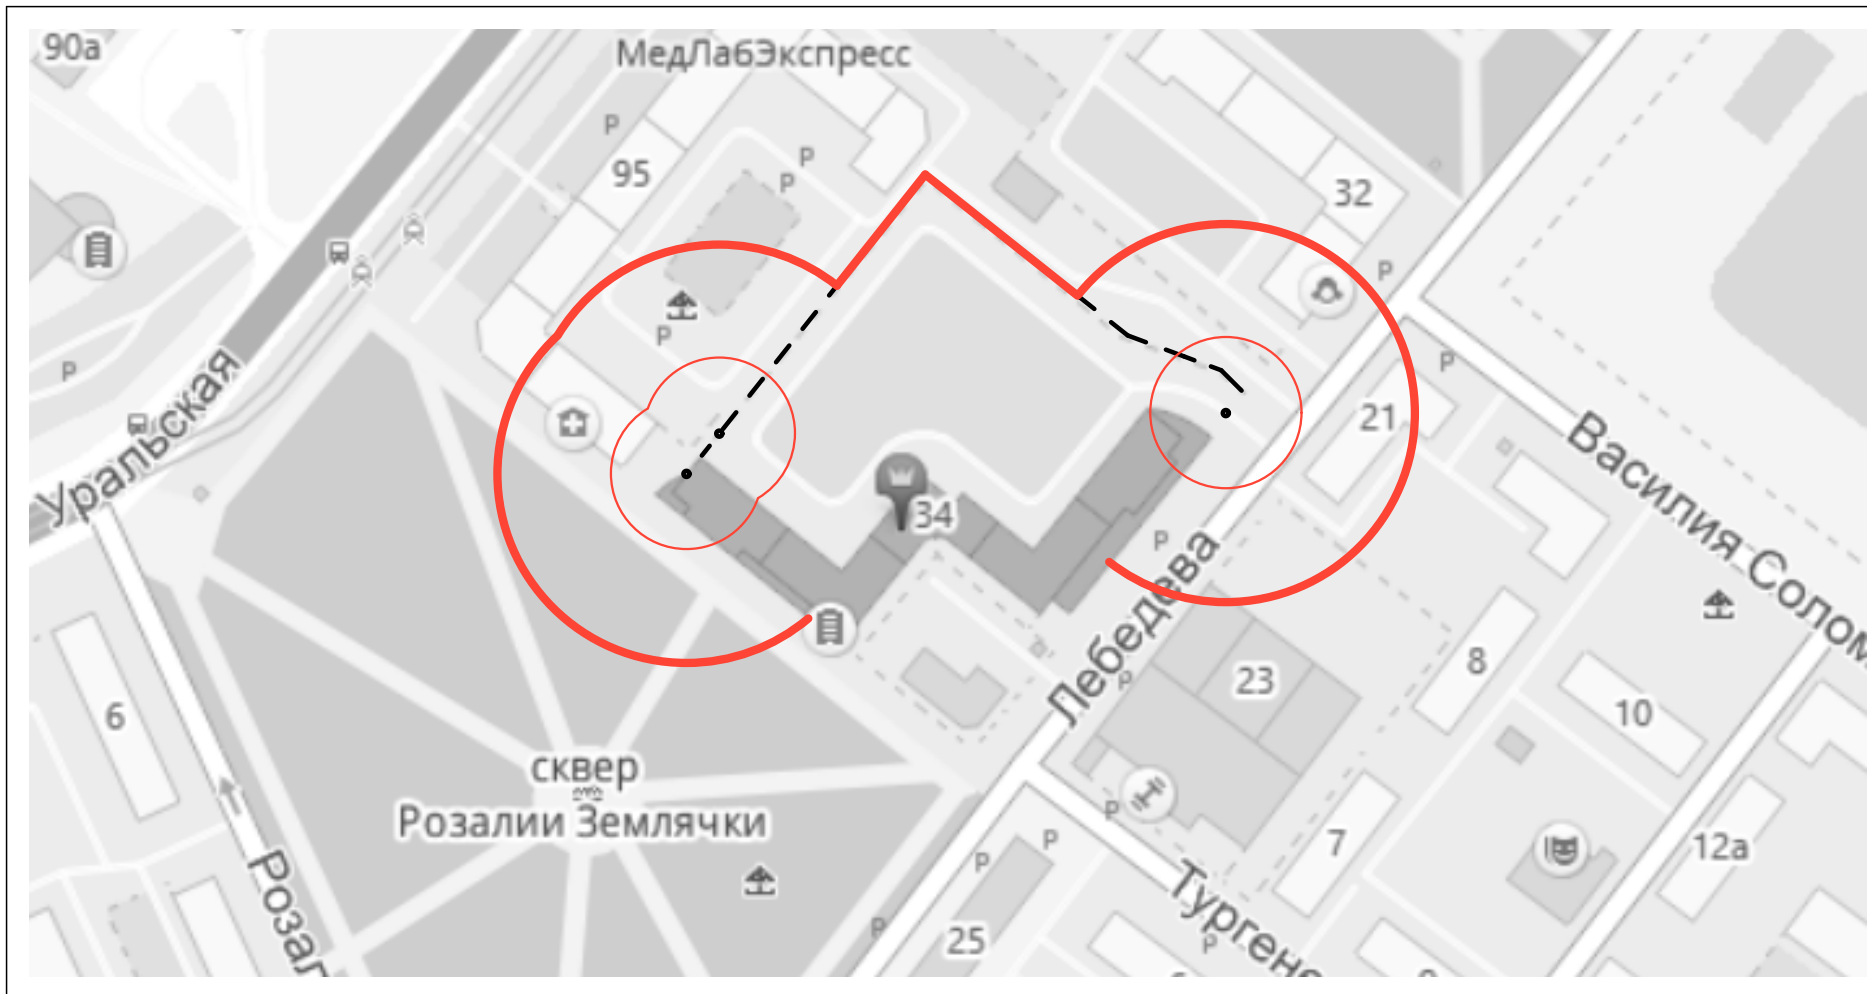 90а
МедЛабЭкспресс
P
95
P
P
32
P
P
P
P
21
Уральская
34
P
Василия Солом
Лебедева
P
23
8
6
10
сквер
Розалии Землячки
P
7
12а
P
P
Розал
Тургене
P
25
P